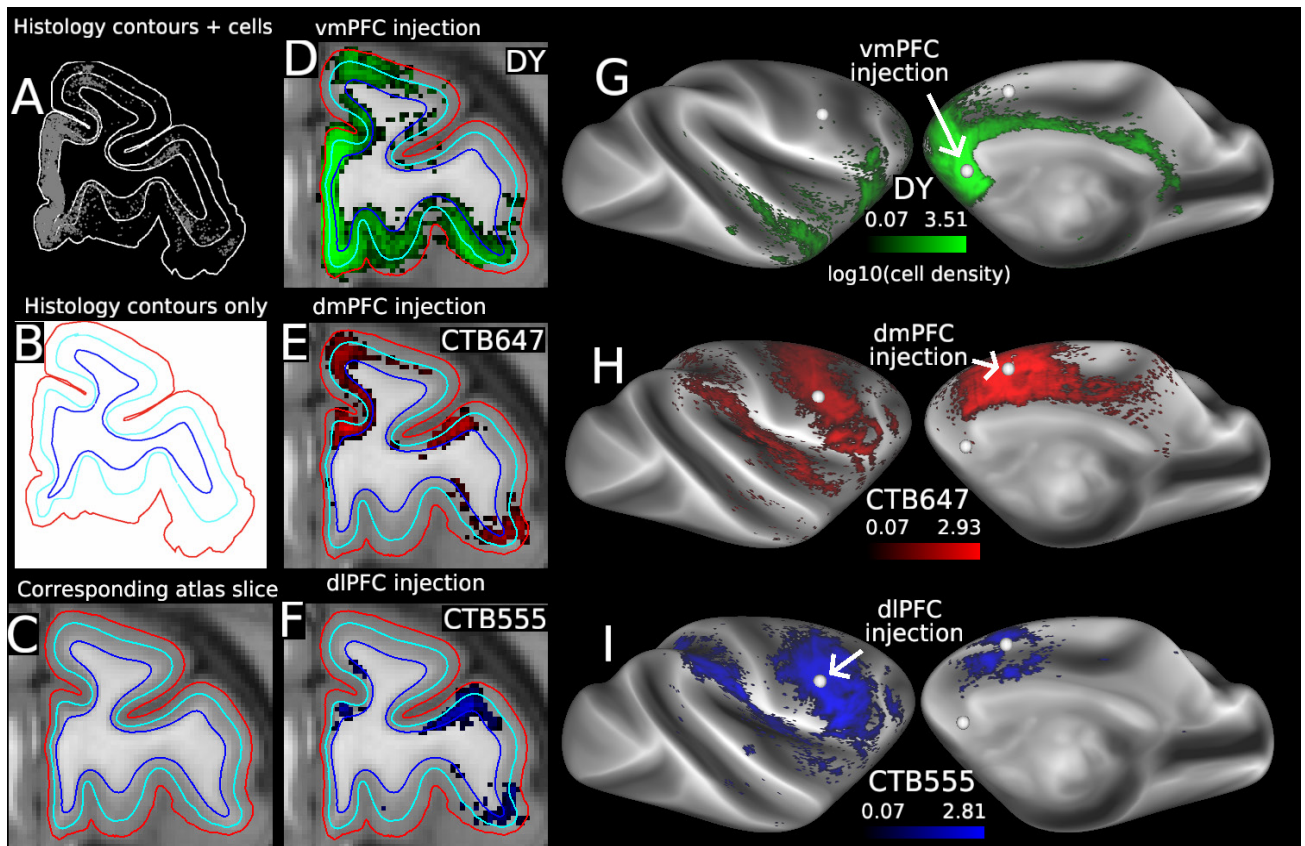 Histology contours + cells
A
vmPFC injection
D
DY
G
vmPFC
injection
DY
0.07 3.51
log10(cell density)
Histology contours only
B
dmPFC injection
E
CTB647
H
dmPFC
injection
CTB647
0.07 2.93
Corresponding atlas slice
C
dlPFC injection
F
CTB555
I
dlPFC
injection
CTB555
0.07 2.81